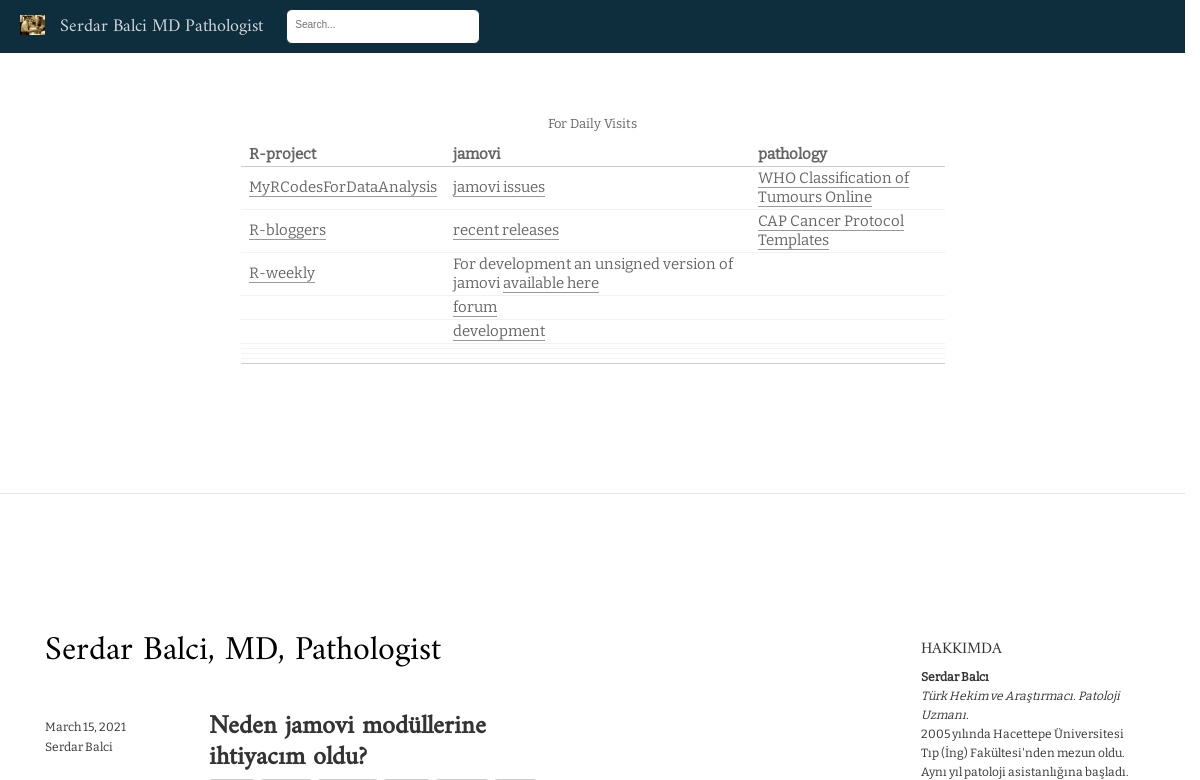 Serdar Balci MD Pathologist
Search...
For Daily Visits
R-project jamovi pathology
MyRCodesForDataAnalysis jamovi issues WHO Classification of
Tumours Online
R-bloggers recent releases CAP Cancer Protocol
Templates
R-weekly For development an unsigned version of
jamovi available here
forum
development
Serdar Balci, MD, Pathologist
March 15, 2021
Serdar Balci
Neden jamovi modüllerine
ihtiyacım oldu?
HAKKIMDA
Serdar Balcı
Türk Hekim ve Araştırmacı. Patoloji
Uzmanı.
2005 yılında Hacettepe Üniversitesi
Tıp (İng) Fakültesi'nden mezun oldu.
Aynı yıl patoloji asistanlığına başladı.